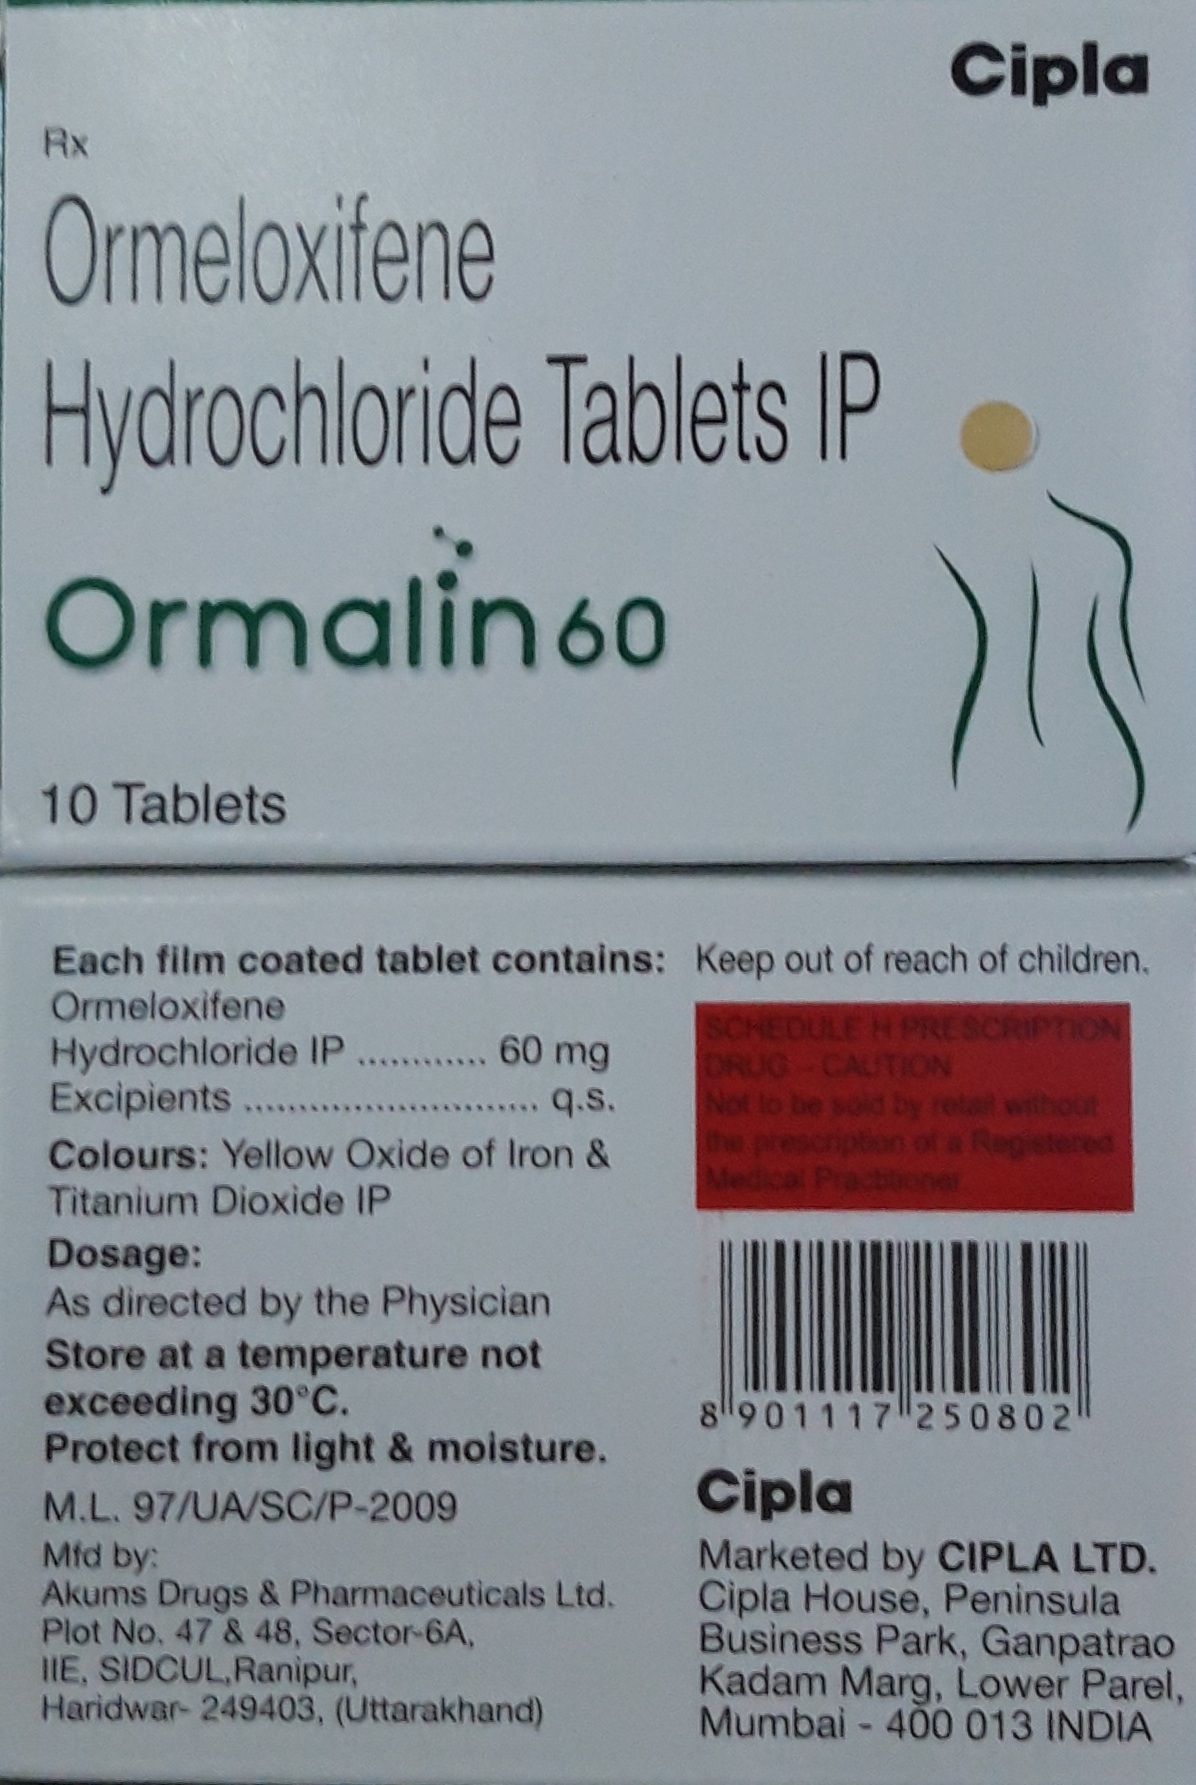 Cipla
Rx
Ormeloxifene
Hydrochloride Tablets IP
Ormalin 60
10 Tablets
Each film coated tablet contains:
Ormeloxifene
Hydrochloride IP ............ 60 mg
Excipients ........................... q.s.
Colours: Yellow Oxide of Iron &
Titanium Dioxide IP
Dosage:
As directed by the Physician
Store at a temperature not
exceeding 30°C.
Protect from light & moisture.
M.L. 97/UA/SC/P-2009
Mfd by:
Akums Drugs & Pharmaceuticals Ltd.
Plot No. 47 & 48, Sector-6A,
IIE, SIDCUL,Ranipur,
Haridwar- 249403, (Uttarakhand)
Keep out of reach of children.
SCHEDULE H PRESCRIPTION
DRUG - CAUTION
Not to be sold by retail without
the prescription of a Registered
Medical Practitioner
8 901117 250802
Cipla
Marketed by CIPLA LTD.
Cipla House, Peninsula
Business Park, Ganpatrao
Kadam Marg, Lower Parel,
Mumbai - 400 013 INDIA